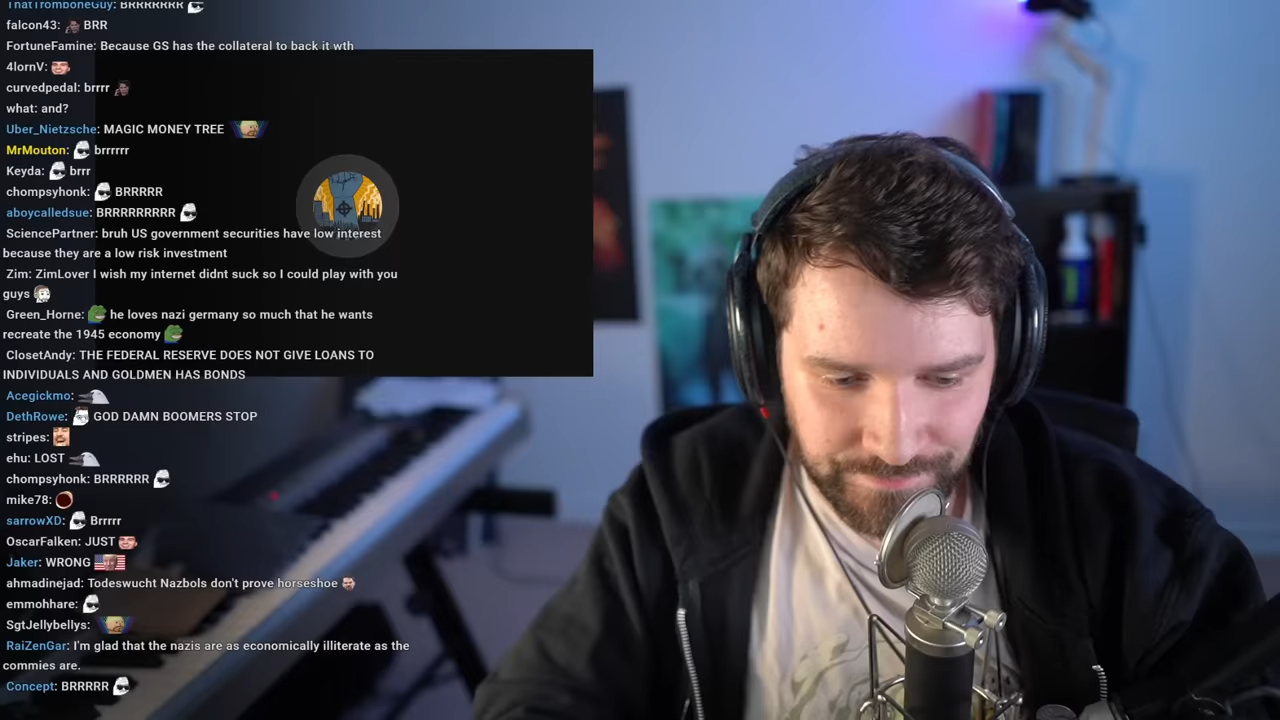 ThatTromboneGuy: BRRRRRRR
falcon43: BRR
FortuneFamine: Because GS has the collateral to back it wth
4lornV:
curvedpedal: brrrr
what: and?
Uber_Nietzsche: MAGIC MONEY TREE
MrMouton: brrrrrr
Keyda: brrr
chompsyhonk: BRRRRR
aboycalledsue: BRRRRRRRRR
SciencePartner: bruh US government securities have low interest
because they are a low risk investment
Zim: ZimLover I wish my internet didnt suck so I could play with you
guys
Green_Horne: he loves nazi germany so much that he wants
recreate the 1945 economy
ClosetAndy: THE FEDERAL RESERVE DOES NOT GIVE LOANS TO
INDIVIDUALS AND GOLDMEN HAS BONDS
Acegickmo:
DethRowe: GOD DAMN BOOMERS STOP
stripes:
ehu: LOST
chompsyhonk: BRRRRRR
mike78:
sarrowXD: Brrrrr
OscarFalken: JUST
Jaker: WRONG
ahmadinejad: Todeswucht Nazbols don't prove horseshoe
emmohhare:
SgtJellybellys:
RaiZenGar: I'm glad that the nazis are as economically illiterate as the
commies are.
Concept: BRRRRR